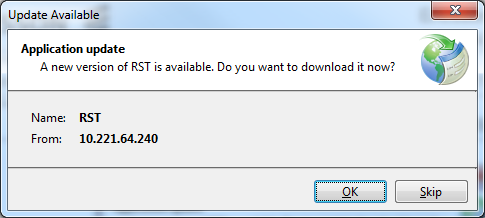 Update Available
Application update
A new version of RST is available. Do you want to download it now?
Name: RST
From: 10.221.64.240
OK Skip